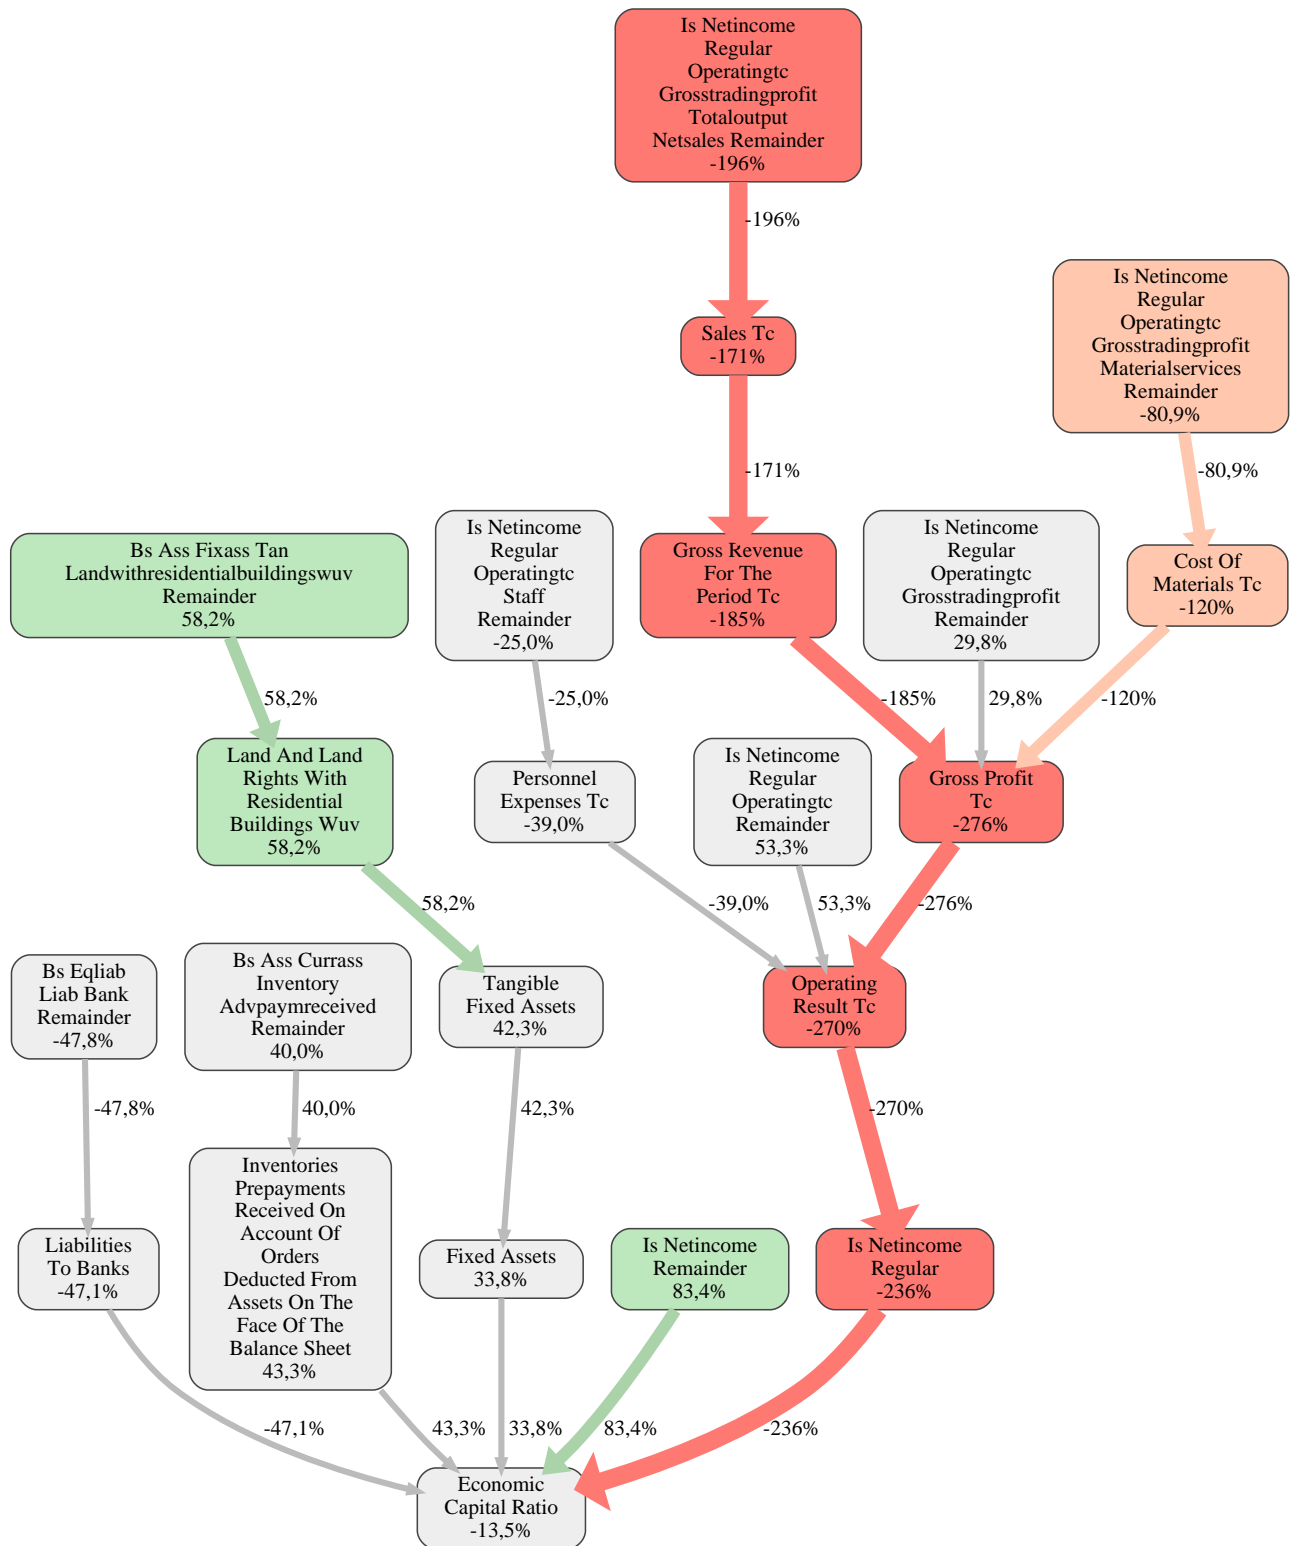 Is Netincome
Regular
Operatingtc
Grosstradingprofit
Totaloutput
Netsales Remainder
-196%
-196%
Sales Tc
-171%
Is Netincome
Regular
Operatingtc
Grosstradingprofit
Materialservices
Remainder
-80,9%
-171%
-80,9%
Bs Ass Fixass Tan
Landwithresidentialbuildingswuv
Remainder
58,2%
Is Netincome
Regular
Operatingtc
Staff
Remainder
-25,0%
Gross Revenue
For The
Period Tc
-185%
Is Netincome
Regular
Operatingtc
Grosstradingprofit
Remainder
29,8%
Cost Of
Materials Tc
-120%
58,2%
-25,0%
-185%
29,8%
-120%
Land And Land
Rights With
Residential
Buildings Wuv
58,2%
Personnel
Expenses Tc
-39,0%
Is Netincome
Regular
Operatingtc
Remainder
53,3%
Gross Profit
Tc
-276%
58,2%
-39,0%
53,3%
-276%
Bs Eqliab
Liab Bank
Remainder
-47,8%
Bs Ass Currass
Inventory
Advpaymreceived
Remainder
40,0%
Tangible
Fixed Assets
42,3%
Operating
Result Tc
-270%
-47,8%
40,0%
42,3%
-270%
Liabilities
To Banks
-47,1%
Inventories
Prepayments
Received On
Account Of
Orders
Deducted From
Assets On The
Face Of The
Balance Sheet
43,3%
Fixed Assets
33,8%
Is Netincome
Remainder
83,4%
Is Netincome
Regular
-236%
-47,1%
43,3%
33,8%
83,4%
-236%
Economic
Capital Ratio
-13,5%